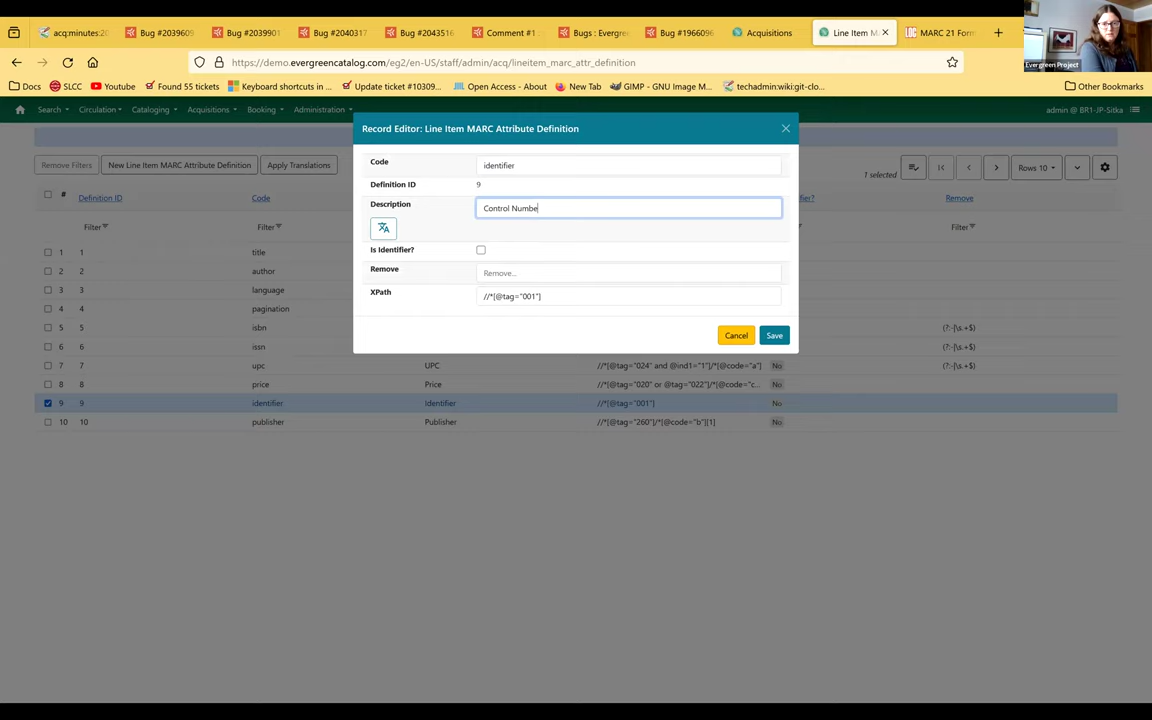 acq:minutes:20
Bug #2039609
Bug #2039901
Bug #2040317
Bug #2043516
Comment #1 :
Bugs : Evergre
Bug #1966096
Acquisitions
Line Item M
MARC 21 Form
Evergreen Project
https://demo.evergreencatalog.com/eg2/en-US/staff/admin/acq/lineitem_marc_attr_definition
Docs
SLCC
Youtube
Found 55 tickets
Keyboard shortcuts in ...
Update ticket #10309...
Open Access - About
New Tab
GIMP - GNU Image M...
techadmin:wiki:git-clo...
Other Bookmarks
Search Circulation Cataloging Acquisitions Booking Administration
admin @ BR1-JP-Sitka
Record Editor: Line Item MARC Attribute Definition
Remove Filters New Line Item MARC Attribute Definition Apply Translations
1 selected
Rows 10
# Definition ID Code
fier? Remove
Filter Filter Filter
Code identifier
Definition ID 9
Description Control Numbe
Is Identifier?
Remove Remove...
XPath //*[@tag="001"]
Cancel Save
1 1 title
2 2 author
3 3 language
4 4 pagination
5 5 isbn (?:-|\s.+$)
6 6 issn (?:-|\s.+$)
7 7 upc UPC //*[@tag="024" and @ind1="1"]/*[@code="a"] No (?:-|\s.+$)
8 8 price Price //*[@tag="020" or @tag="022"]/*[@code="c... No
9 9 identifier Identifier //*[@tag="001"] No
10 10 publisher Publisher //*[@tag="260"]/*[@code="b"][1] No